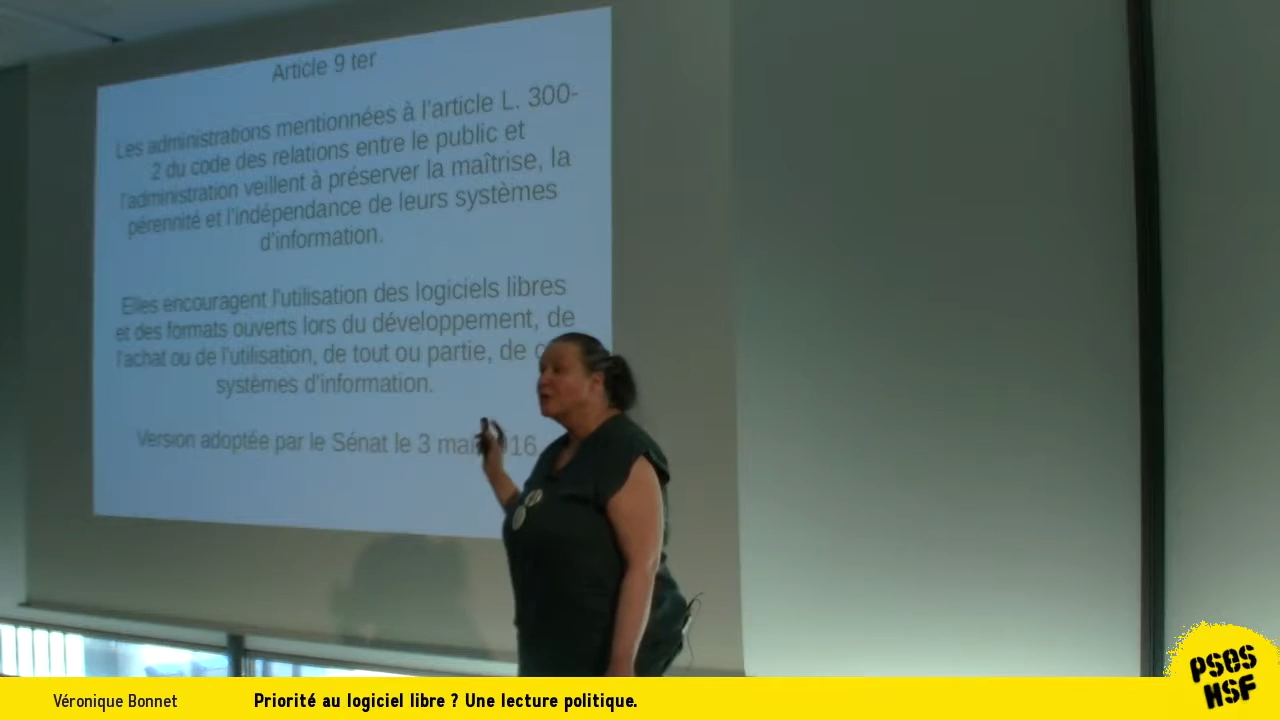 Article 9 ter
Les administrations mentionnées à l'article L. 300-
2 du code des relations entre le public et
l'administration veillent à préserver la maîtrise, la
pérennité et l'indépendance de leurs systèmes
d'information.
Elles encouragent l'utilisation des logiciels libres
et des formats ouverts lors du développement, de
l'achat ou de l'utilisation, de tout ou partie, de
systèmes d'information.
Version adoptée par le Sénat le 3 mai 16
PSES
HSF
Véronique Bonnet
Priorité au logiciel libre ? Une lecture politique.